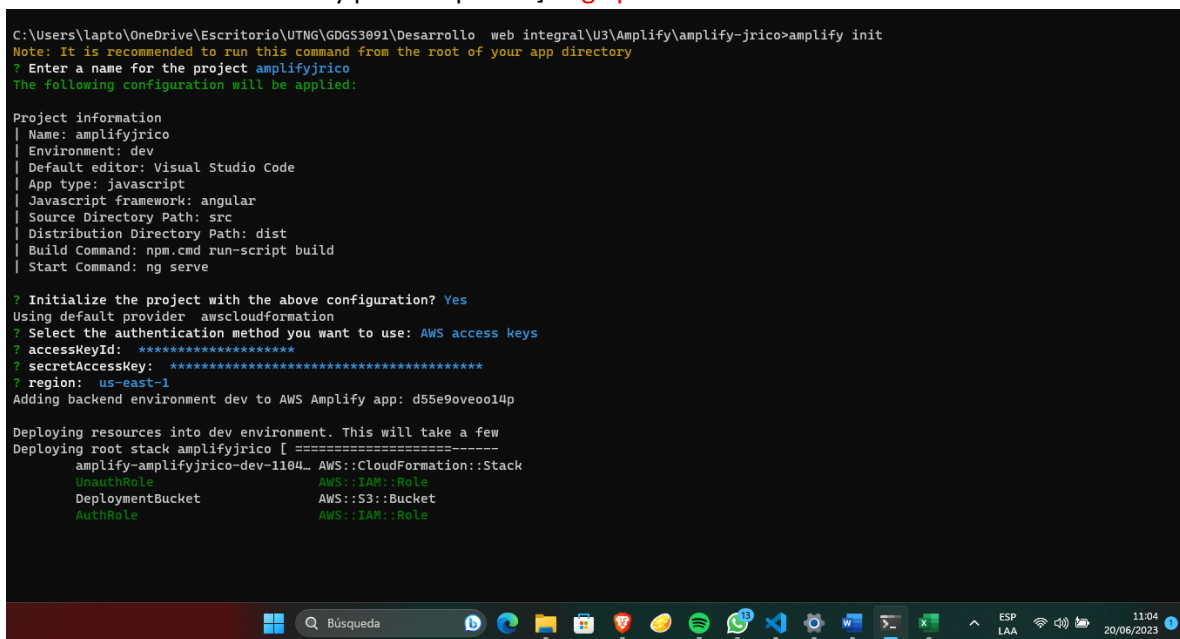 C:\Users\lapto\OneDrive\Escritorio\UTNG\GDGS3091\Desarrollo  web integral\U3\Amplify\amplify-jrico>amplify init
Note: It is recommended to run this command from the root of your app directory
? Enter a name for the project amplifyjrico
The following configuration will be applied:
Project information
| Name: amplifyjrico
| Environment: dev
| Default editor: Visual Studio Code
| App type: javascript
| Javascript framework: angular
| Source Directory Path: src
| Distribution Directory Path: dist
| Build Command: npm.cmd run-script build
| Start Command: ng serve
? Initialize the project with the above configuration? Yes
Using default provider  awscloudformation
? Select the authentication method you want to use: AWS access keys
? accessKeyId:  ********************
? secretAccessKey:  ****************************************
? region:  us-east-1
Adding backend environment dev to AWS Amplify app: d55e9oveoo14p
Deploying resources into dev environment. This will take a few
Deploying root stack amplifyjrico [ ====================------
amplify-amplifyjrico-dev-1104… AWS::CloudFormation::Stack
UnauthRole AWS::IAM::Role
DeploymentBucket AWS::S3::Bucket
AuthRole AWS::IAM::Role
Búsqueda
13
ESP
LAA
11:04
20/06/2023
1